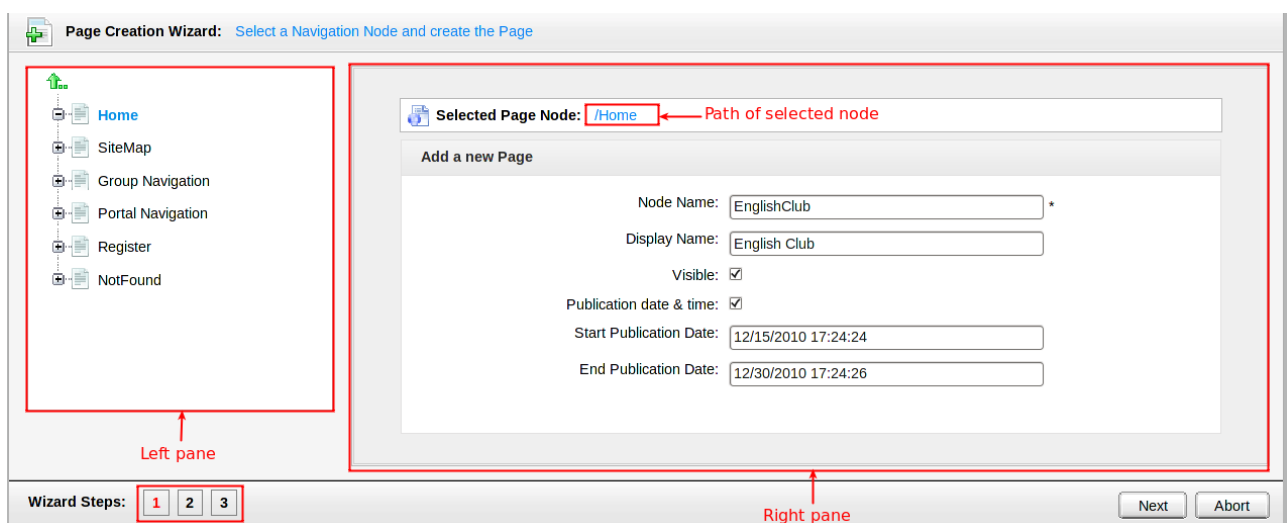 Page Creation Wizard: Select a Navigation Node and create the Page
Home
SiteMap
Group Navigation
Portal Navigation
Register
NotFound
Left pane
Selected Page Node: /Home Path of selected node
Add a new Page
Node Name: EnglishClub *
Display Name: English Club
Visible:
Publication date & time:
Start Publication Date: 12/15/2010 17:24:24
End Publication Date: 12/30/2010 17:24:26
Wizard Steps: 1 2 3
Right pane
Next Abort